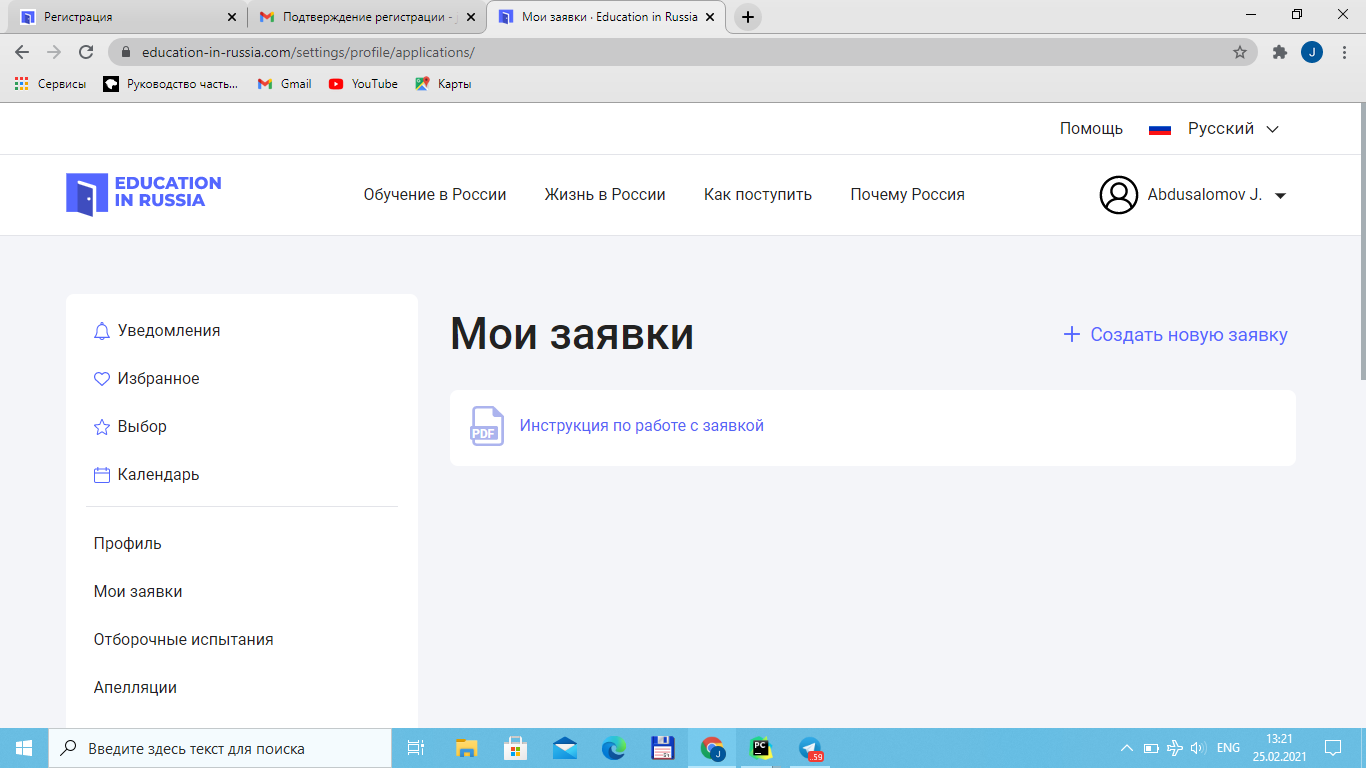 Регистрация
Подтверждение регистрации -
Мои заявки · Education in Russia
education-in-russia.com/settings/profile/applications/
J
Сервисы
Руководство часть...
Gmail
YouTube
Карты
Помощь
Русский
EDUCATION
IN RUSSIA
Обучение в России
Жизнь в России
Как поступить
Почему Россия
Abdusalomov J.
Уведомления
Избранное
Выбор
Календарь
Профиль
Мои заявки
Отборочные испытания
Апелляции
Мои заявки
+ Создать новую заявку
PDF
Инструкция по работе с заявкой
Введите здесь текст для поиска
J
PC
59
ENG
13:21
25.02.2021